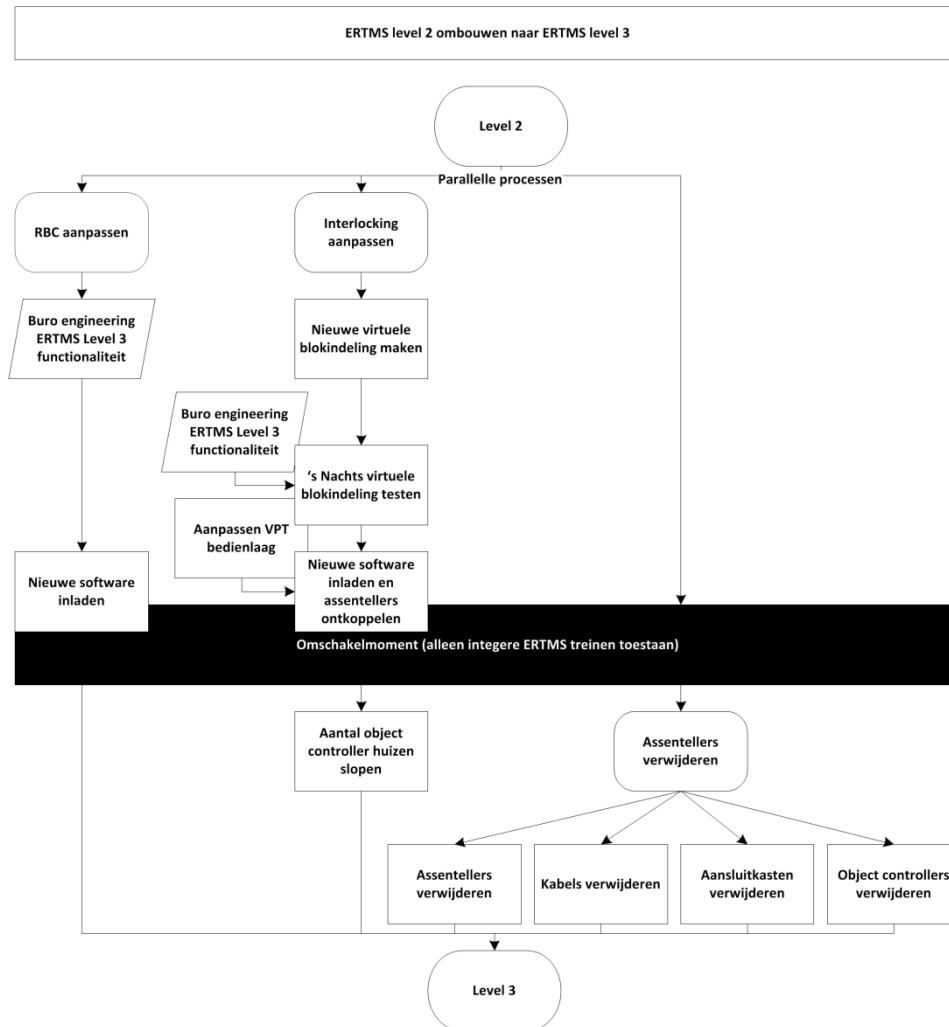 ERTMS level 2 ombouwen naar ERTMS level 3
Level 2
Parallelle processen
RBC aanpassen
Interlocking
aanpassen
Buro engineering
ERTMS Level 3
functionaliteit
Nieuwe virtuele
blokindeling maken
Buro engineering
ERTMS Level 3
functionaliteit
‘s Nachts virtuele
blokindeling testen
Aanpassen VPT
bedienlaag
Nieuwe software
inladen
Nieuwe software
inladen en
assentellers
ontkoppelen
Omschakelmoment (alleen integere ERTMS treinen toestaan)
Aantal object
controller huizen
slopen
Assentellers
verwijderen
Assentellers
verwijderen
Kabels verwijderen
Aansluitkasten
verwijderen
Object controllers
verwijderen
Level 3